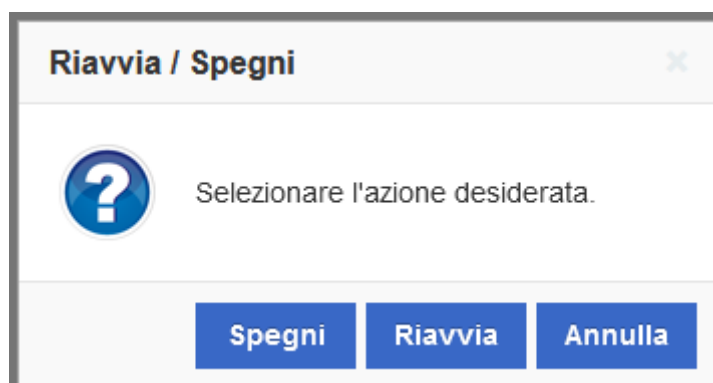 Riavvia / Spegni
Selezionare l'azione desiderata.
Spegni Riavvia Annulla